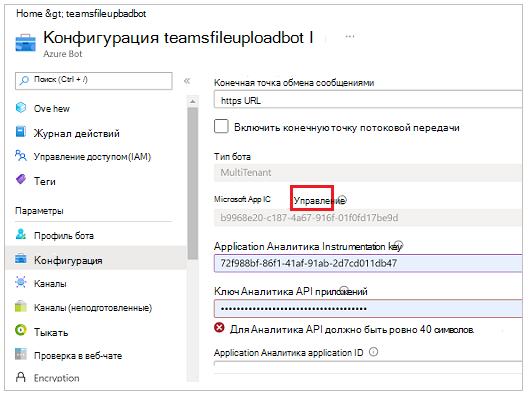 Home &gt; teamsfileupbadbot
Конфигурация teamsfileuploadbot I ...
Azure Bot
Поиск (Ctrl + /)
«
Ove hew
Журнал действий
Управление доступом(IAM)
Теги
Параметры
Профиль бота
Конфигурация
Каналы
Каналы (неподготовленные)
Тыкать
Проверка в веб-чате
Encryption
Конечная точка обмена сообщениями
https URL
Включить конечную точку потоковой передачи
Тип бота
MultiTenant
Microsoft App IC Управление
b9968e20-c187-4a67-916f-01f0fd17be9d
Application Аналитика Instrumentation key
72f988bf-86f1-41af-91ab-2d7cd011db47
Ключ Аналитика API приложений
Для Аналитика API должно быть ровно 40 символов.
Application Аналитика application ID